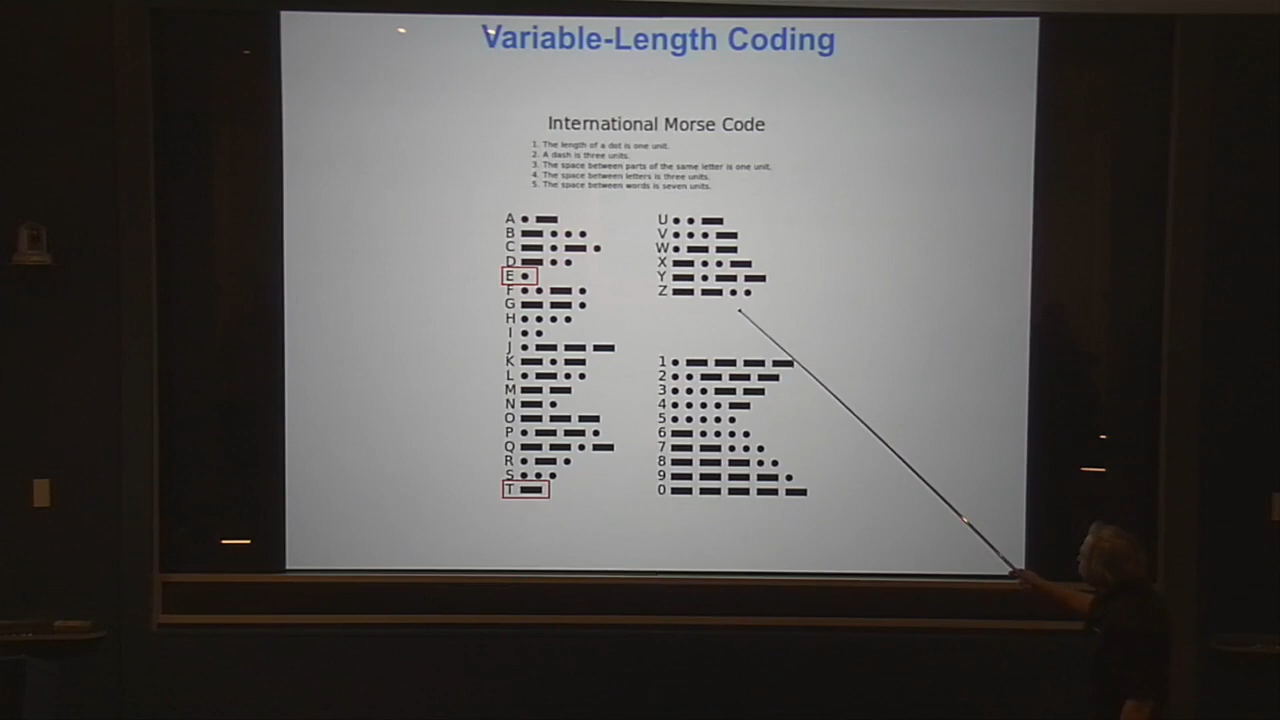 Variable-Length Coding
International Morse Code
1. The length of a dot is one unit.
2. A dash is three units.
3. The space between parts of the same letter is one unit.
4. The space between letters is three units.
5. The space between words is seven units.
A
B
C
D
E
F
G
H
I
J
K
L
M
N
O
P
Q
R
S
T
U
V
W
X
Y
Z
1
2
3
4
5
6
7
8
9
0